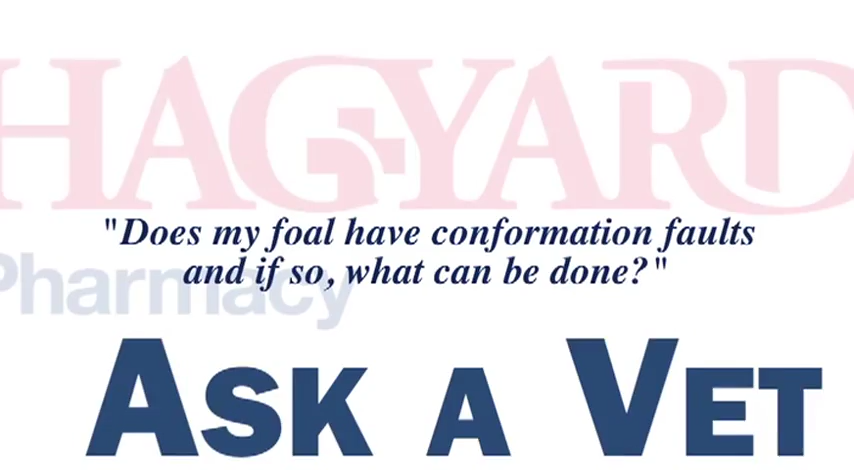 HAGYARD
"Does my foal have conformation faults
and if so, what can be done?"
Pharmacy
ASK A VET